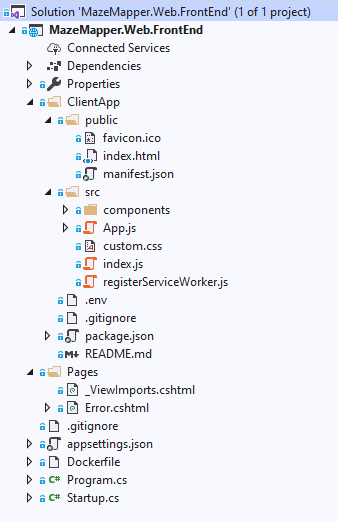 Solution 'MazeMapper.Web.FrontEnd' (1 of 1 project)
MazeMapper.Web.FrontEnd
Connected Services
Dependencies
Properties
ClientApp
public
favicon.ico
index.html
manifest.json
src
components
App.js
custom.css
index.js
registerServiceWorker.js
.env
.gitignore
package.json
README.md
Pages
_ViewImports.cshtml
Error.cshtml
.gitignore
appsettings.json
Dockerfile
C# Program.cs
C# Startup.cs